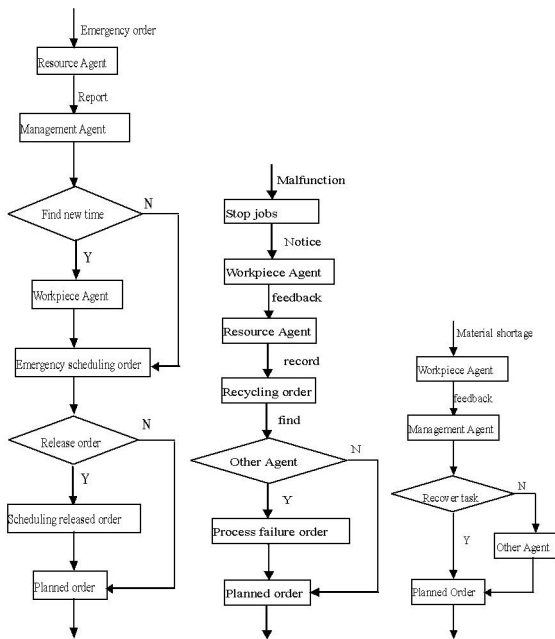 Emergency order
Resource Agent
Report
Management Agent
Find new time
N
Y
Workpiece Agent
Emergency scheduling order
Release order
N
Y
Scheduling released order
Planned order
Malfunction
Stop jobs
Notice
Workpiece Agent
feedback
Resource Agent
record
Recycling order
find
Other Agent
N
Y
Process failure order
Planned order
Material shortage
Workpiece Agent
feedback
Management Agent
Recover task
N
Y
Other Agent
Planned Order